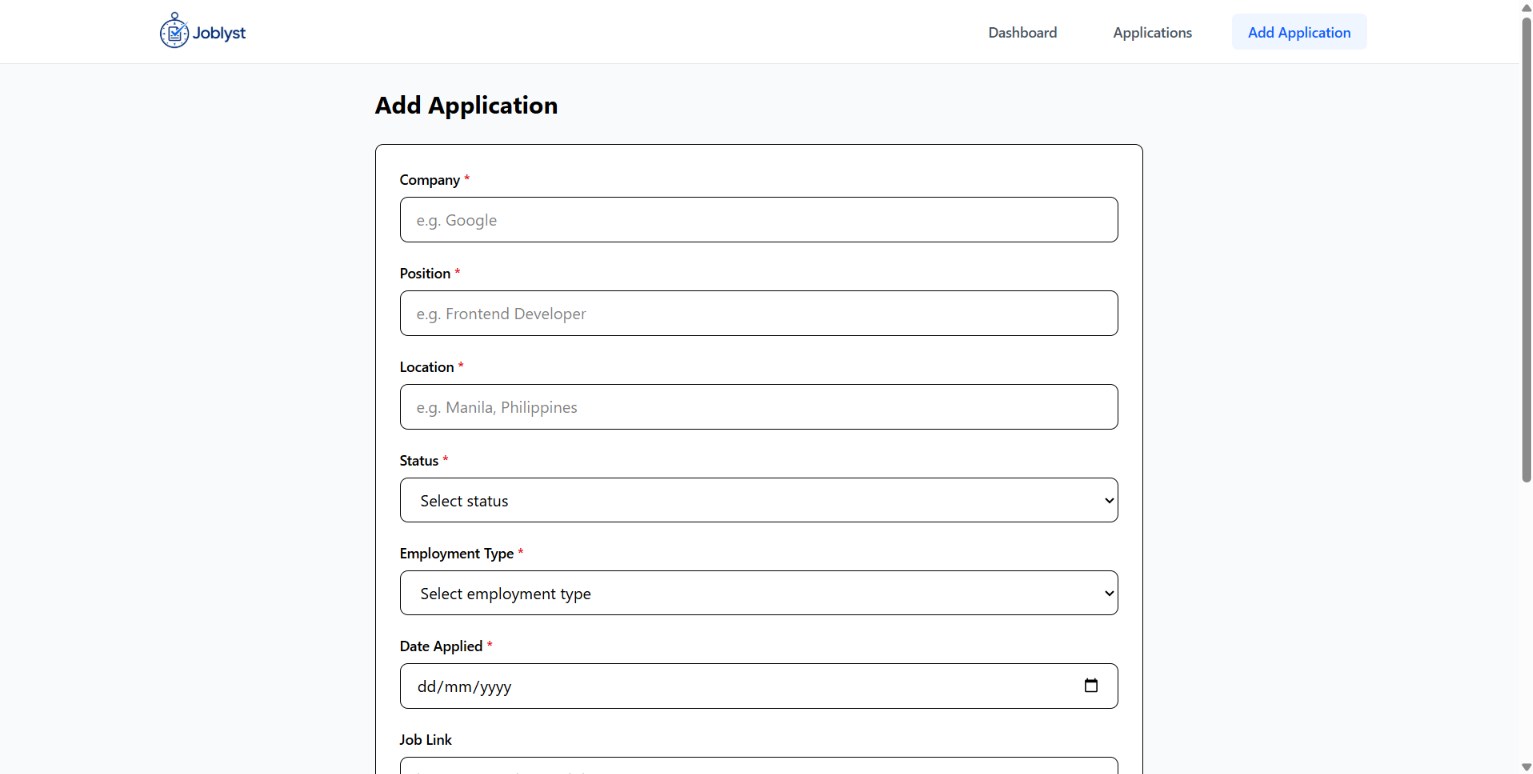 Joblyst
Dashboard Applications Add Application
Add Application
Company *
e.g. Google
Position *
e.g. Frontend Developer
Location *
e.g. Manila, Philippines
Status *
Select status
Employment Type *
Select employment type
Date Applied *
dd/mm/yyyy
Job Link